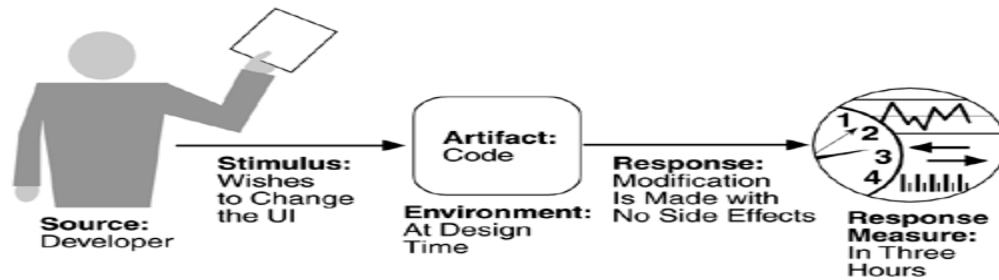 Source:
Developer
Stimulus:
Wishes
to Change
the UI
Artifact:
Code
Environment:
At Design
Time
Response:
Modification
Is Made with
No Side Effects
1
2
3
4
Response
Measure:
In Three
Hours